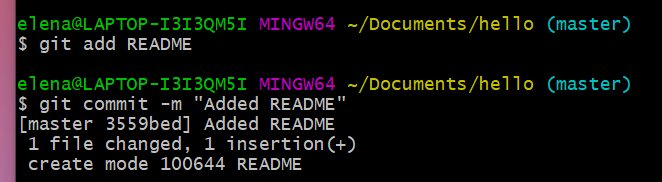 elena@LAPTOP-I3I3QM5I MINGW64 ~/Documents/hello (master)
$ git add README
elena@LAPTOP-I3I3QM5I MINGW64 ~/Documents/hello (master)
$ git commit -m "Added README"
[master 3559bed] Added README
 1 file changed, 1 insertion(+)
 create mode 100644 README